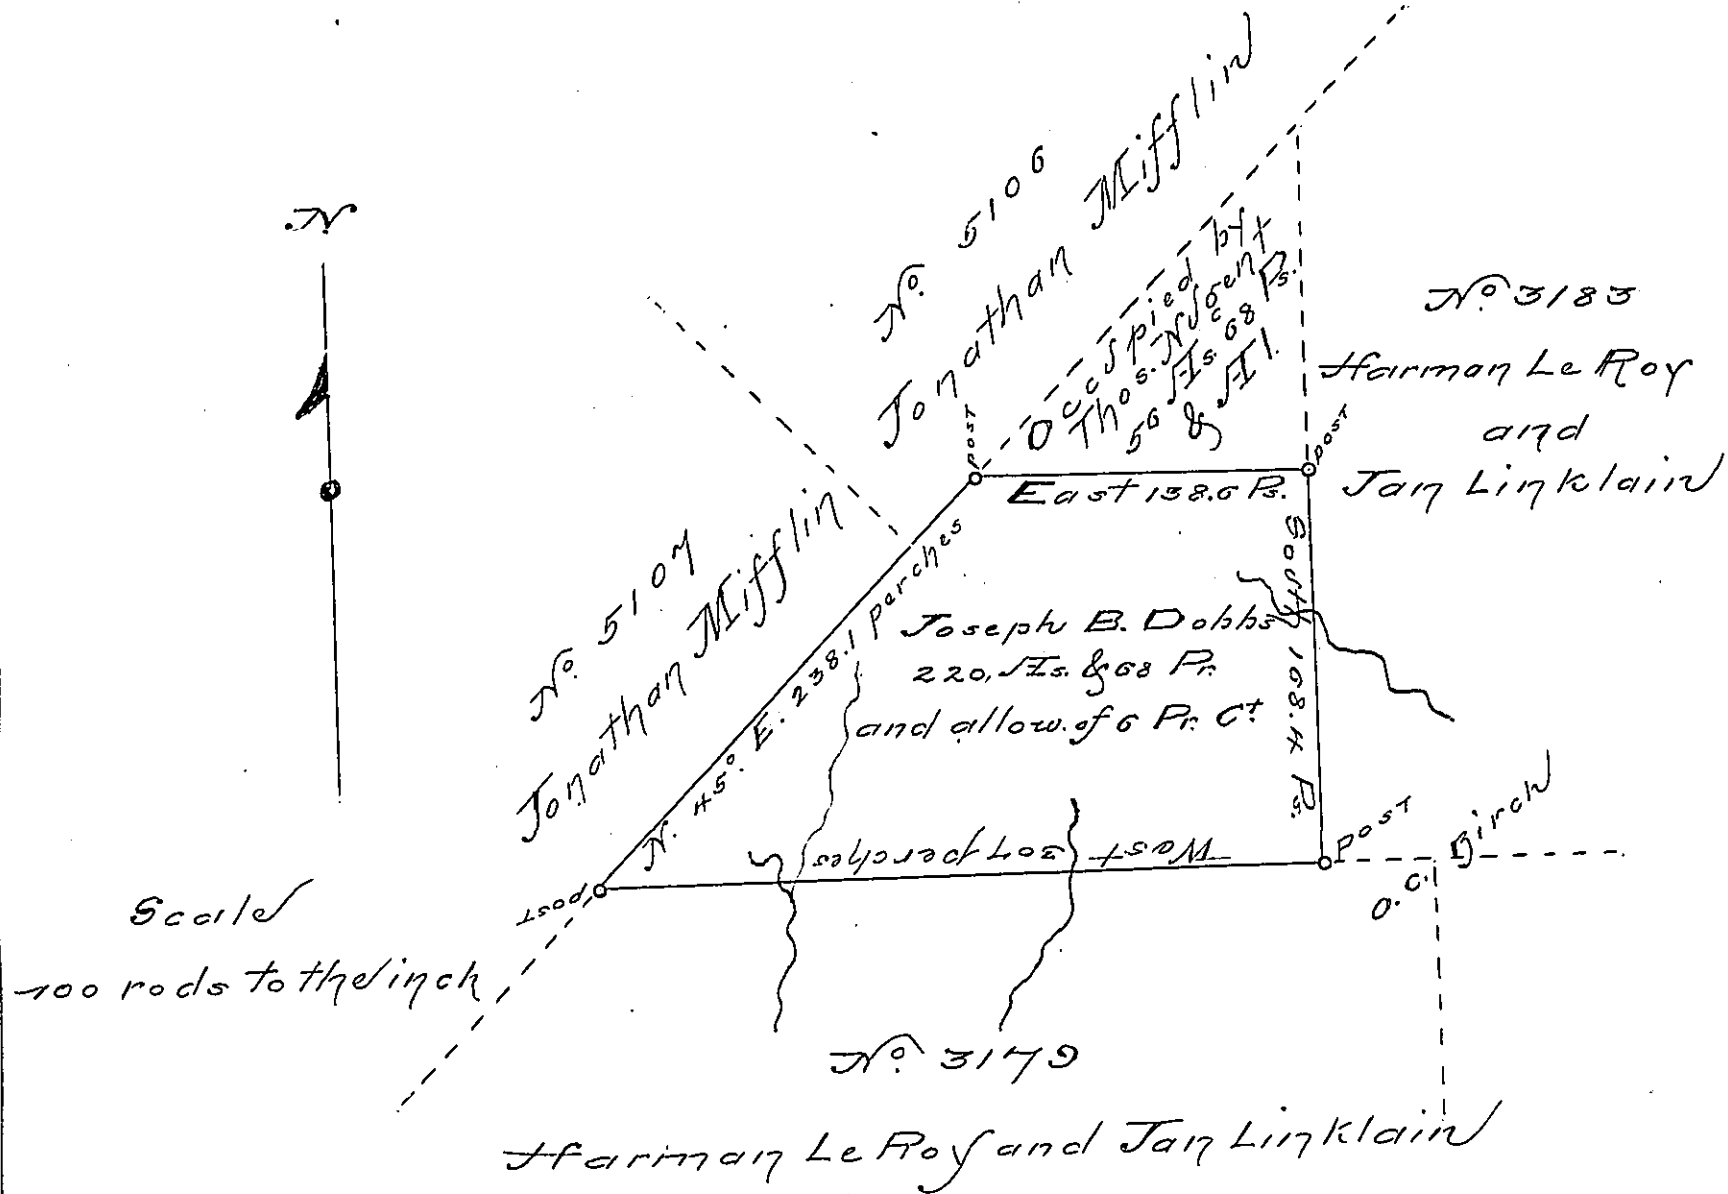 N
No. 5106
Jonathan Mifflin
Occupied by
Thos. Nugent
56 As. 68 Ps.
& Al.
No. 3183
Harman Le Roy
and
Jan Linklain
post
post
East 138.6 Ps.
South 168.4 Ps.
No. 5107
Jonathan Mifflin
N. 45° E. 238.1 perches
Joseph B. Dobbs
220, As. & 68 Pr.
and allow. of 6 Pr. Ct.
West 307 perches
Post
O.C. Birch
post
Scale
100 rods to the inch
No. 3179
Harman Le Roy and Jan Linklain